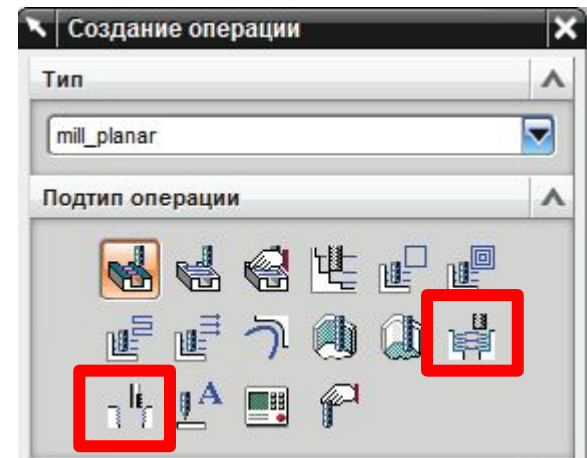 Создание операции
Тип
mill_planar
Подтип операции
A